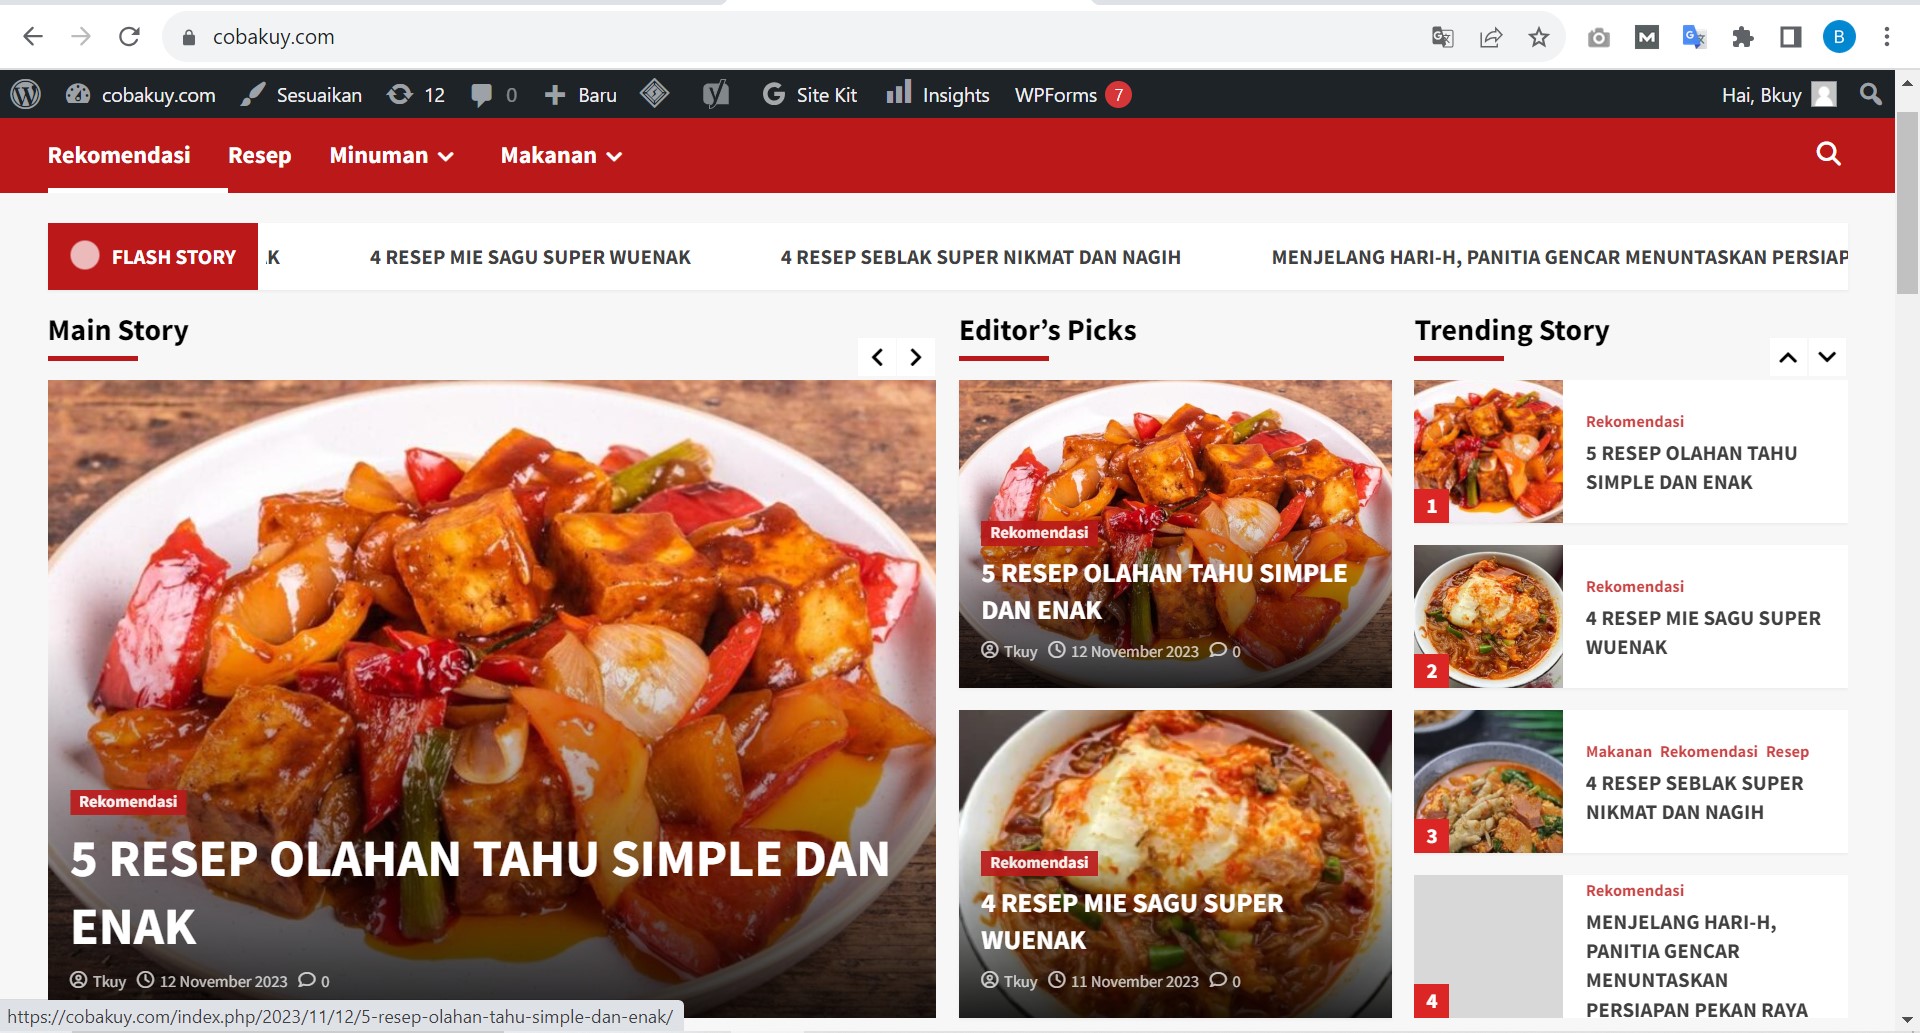 cobakuy.com
B
cobakuy.com Sesuaikan 12 0 Baru Site Kit Insights WPForms 7 Hai, Bkuy
Rekomendasi Resep Minuman Makanan
FLASH STORY K 4 RESEP MIE SAGU SUPER WUENAK 4 RESEP SEBLAK SUPER NIKMAT DAN NAGIH MENJELANG HARI-H, PANITIA GENCAR MENUNTASKAN PERSIAP
Main Story
Rekomendasi
5 RESEP OLAHAN TAHU SIMPLE DAN
ENAK
Tkuy 12 November 2023 0
Editor’s Picks
Rekomendasi
5 RESEP OLAHAN TAHU SIMPLE
DAN ENAK
Tkuy 12 November 2023 0
Rekomendasi
4 RESEP MIE SAGU SUPER
WUENAK
Tkuy 11 November 2023 0
Trending Story
Rekomendasi
5 RESEP OLAHAN TAHU
SIMPLE DAN ENAK
1
Rekomendasi
4 RESEP MIE SAGU SUPER
WUENAK
2
Makanan Rekomendasi Resep
4 RESEP SEBLAK SUPER
NIKMAT DAN NAGIH
3
Rekomendasi
MENJELANG HARI-H,
PANITIA GENCAR
MENUNTASKAN
PERSIAPAN PEKAN RAYA
4
https://cobakuy.com/index.php/2023/11/12/5-resep-olahan-tahu-simple-dan-enak/